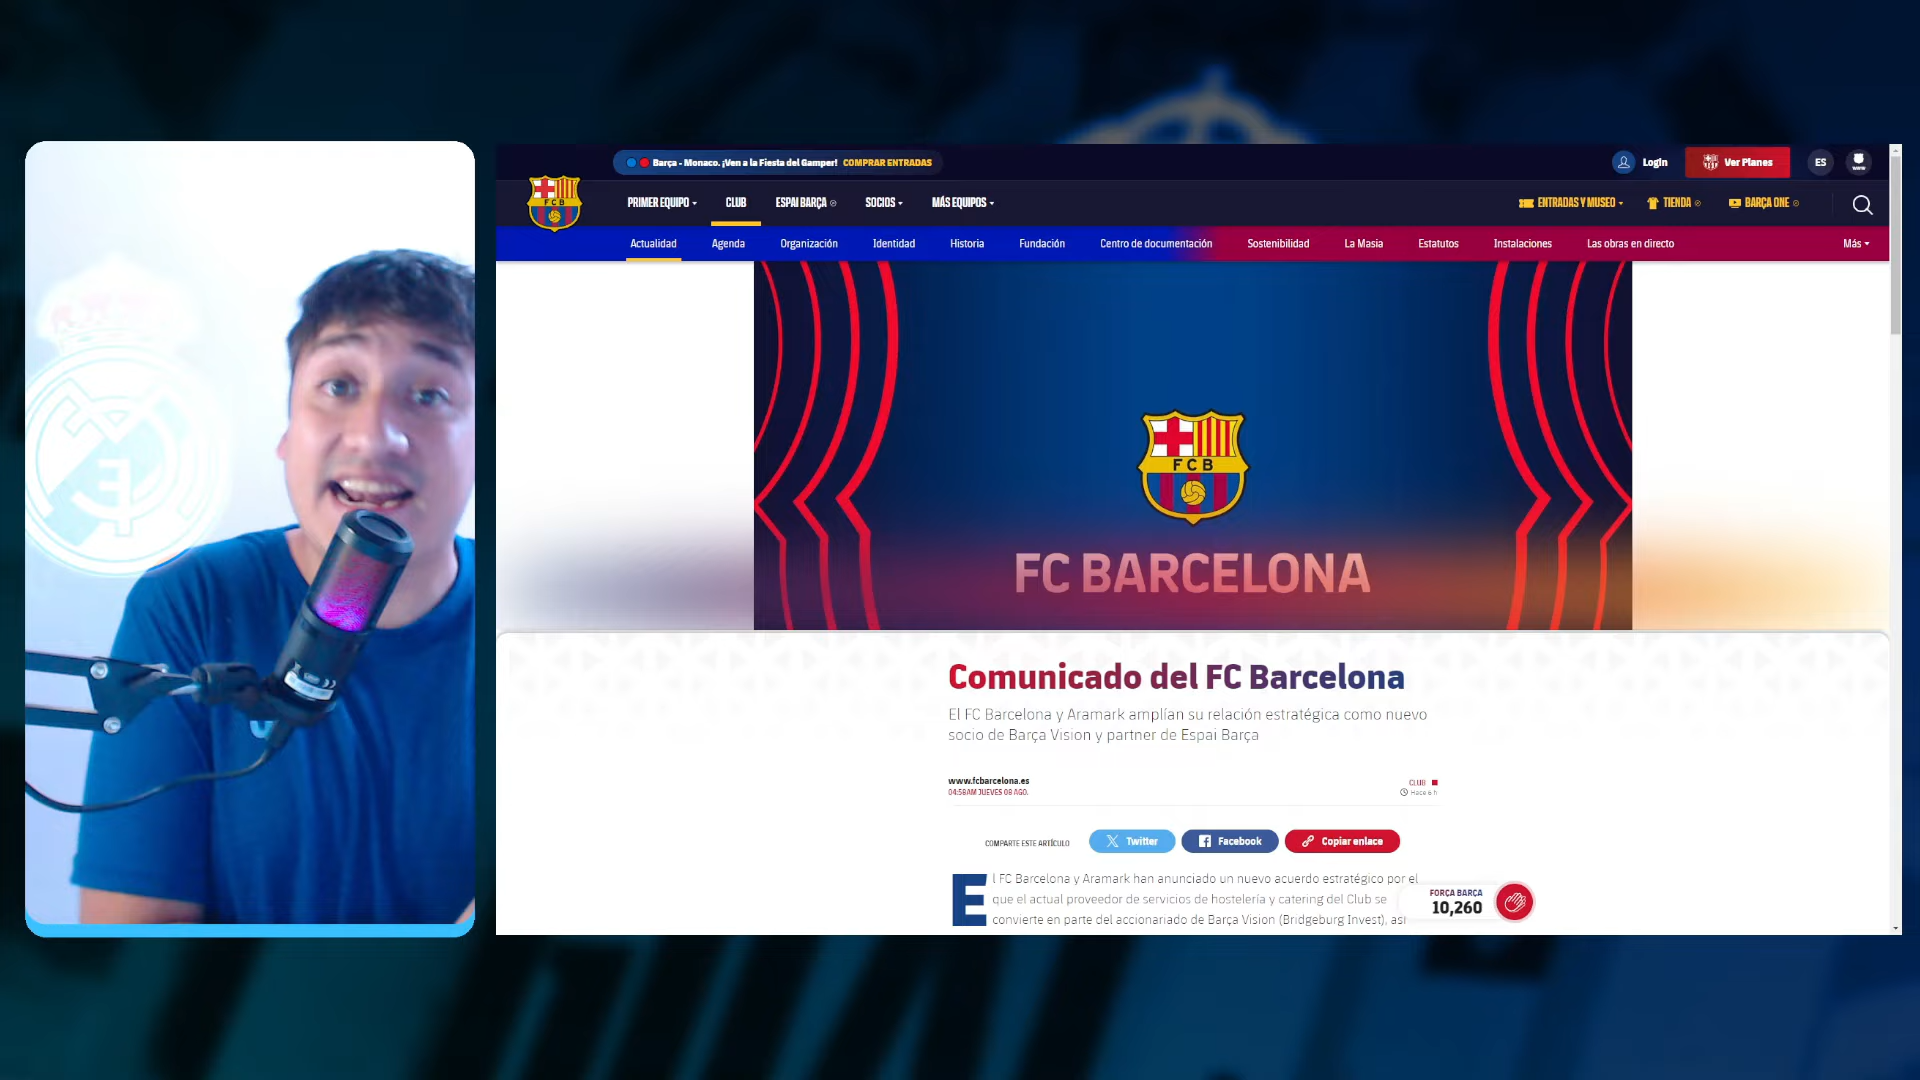 Barça - Monaco. ¡Ven a la Fiesta del Gamper! COMPRAR ENTRADAS
Login
Ver Planes
ES
PRIMER EQUIPO
CLUB
ESPAI BARÇA
SOCIOS
MÁS EQUIPOS
ENTRADAS Y MUSEO
TIENDA
BARÇA ONE
Actualidad
Agenda
Organización
Identidad
Historia
Fundación
Centro de documentación
Sostenibilidad
La Masia
Estatutos
Instalaciones
Las obras en directo
Más
FCB
FCB
FC BARCELONA
Comunicado del FC Barcelona
El FC Barcelona y Aramark amplían su relación estratégica como nuevo
socio de Barça Vision y partner de Espai Barça
www.fcbarcelona.es
04:58AM JUEVES 08 AGO.
CLUB
Hace 6 h
COMPARTE ESTE ARTÍCULO
Twitter
Facebook
Copiar enlace
El FC Barcelona y Aramark han anunciado un nuevo acuerdo estratégico por el
que el actual proveedor de servicios de hostelería y catering del Club se
convierte en parte del accionariado de Barça Vision (Bridgeburg Invest), así
FORÇA BARÇA
10,260